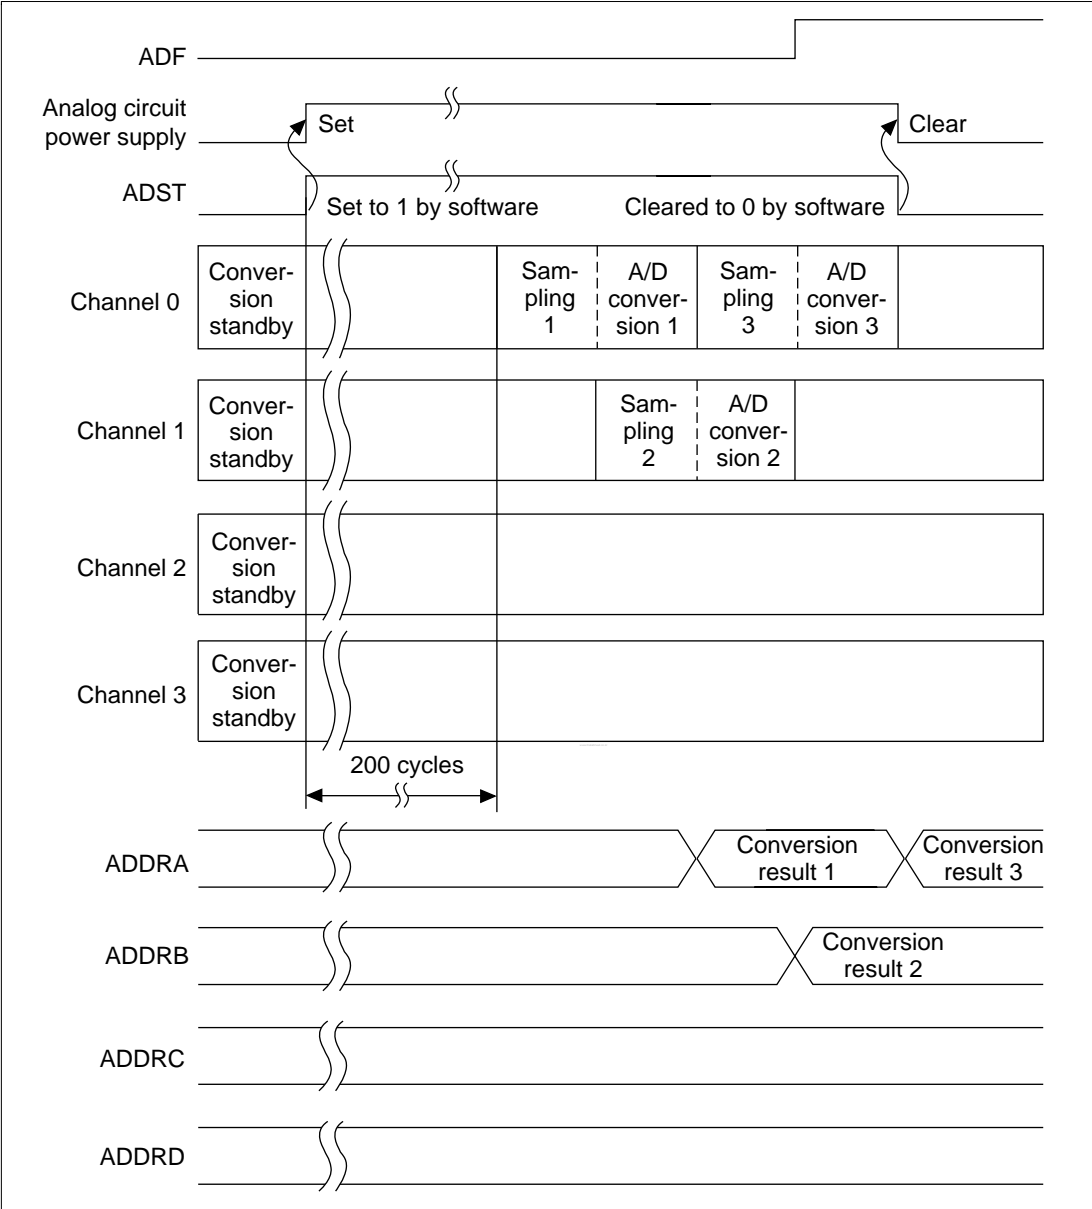 ADF
Analog circuit
power supply
Set
Clear
ADST
Set to 1 by software
Cleared to 0 by software
Channel 0
Conver-
sion
standby
Sam-
pling
1
A/D
conver-
sion 1
Sam-
pling
3
A/D
conver-
sion 3
Channel 1
Conver-
sion
standby
Sam-
pling
2
A/D
conver-
sion 2
Channel 2
Conver-
sion
standby
Channel 3
Conver-
sion
standby
200 cycles
ADDRA
Conversion
result 1
Conversion
result 3
ADDRB
Conversion
result 2
ADDRC
ADDRD